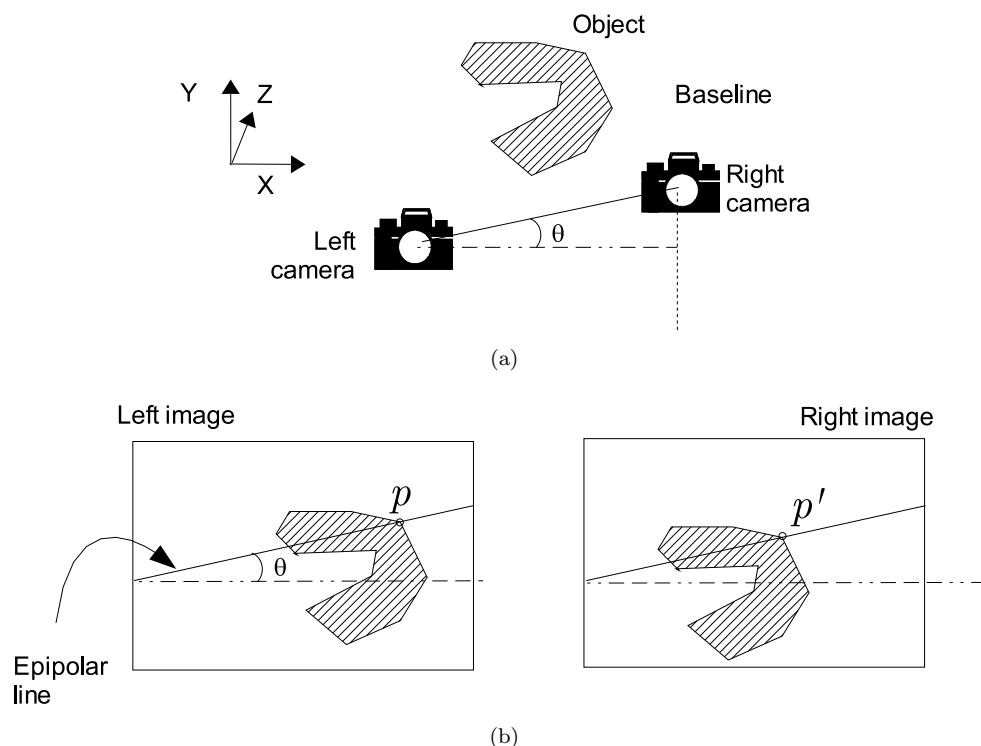 Object
Y
Z
X
Baseline
Right
camera
θ
Left
camera
(a)
Left image
Right image
p
p′
θ
Epipolar
line
(b)